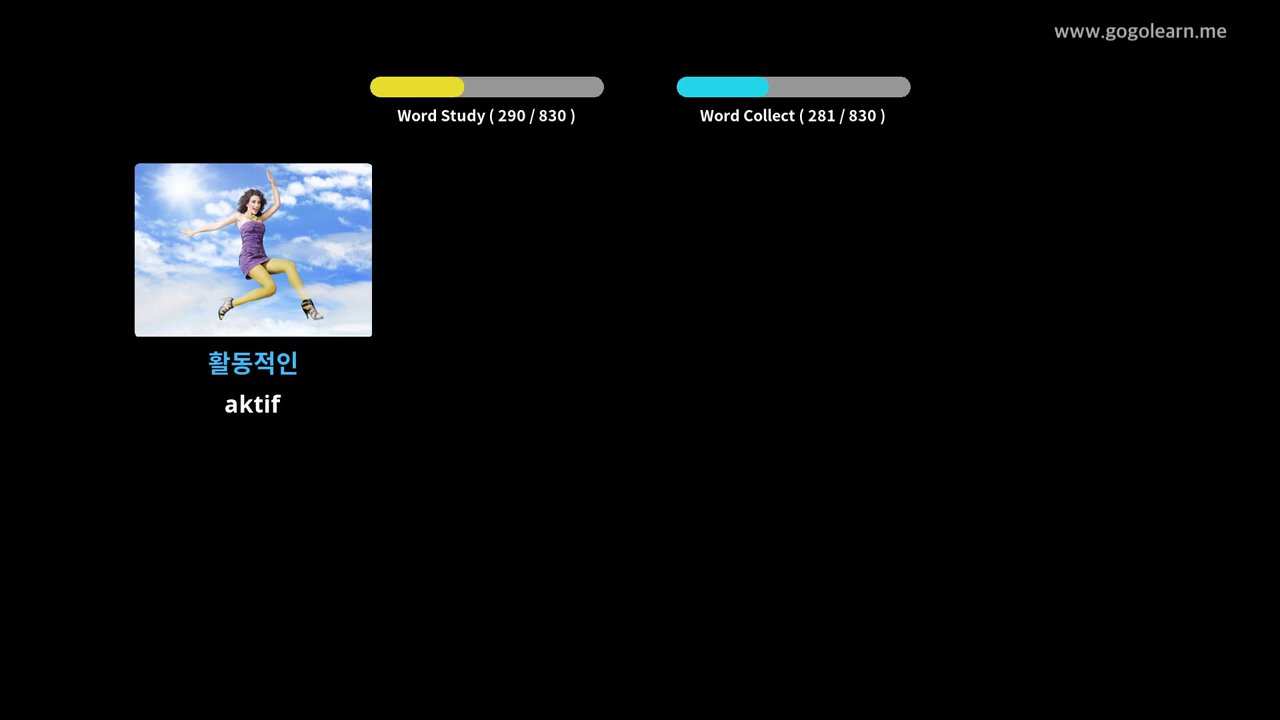 www.gogolearn.me
Word Study ( 290 / 830 )
Word Collect ( 281 / 830 )
활동적인
aktif